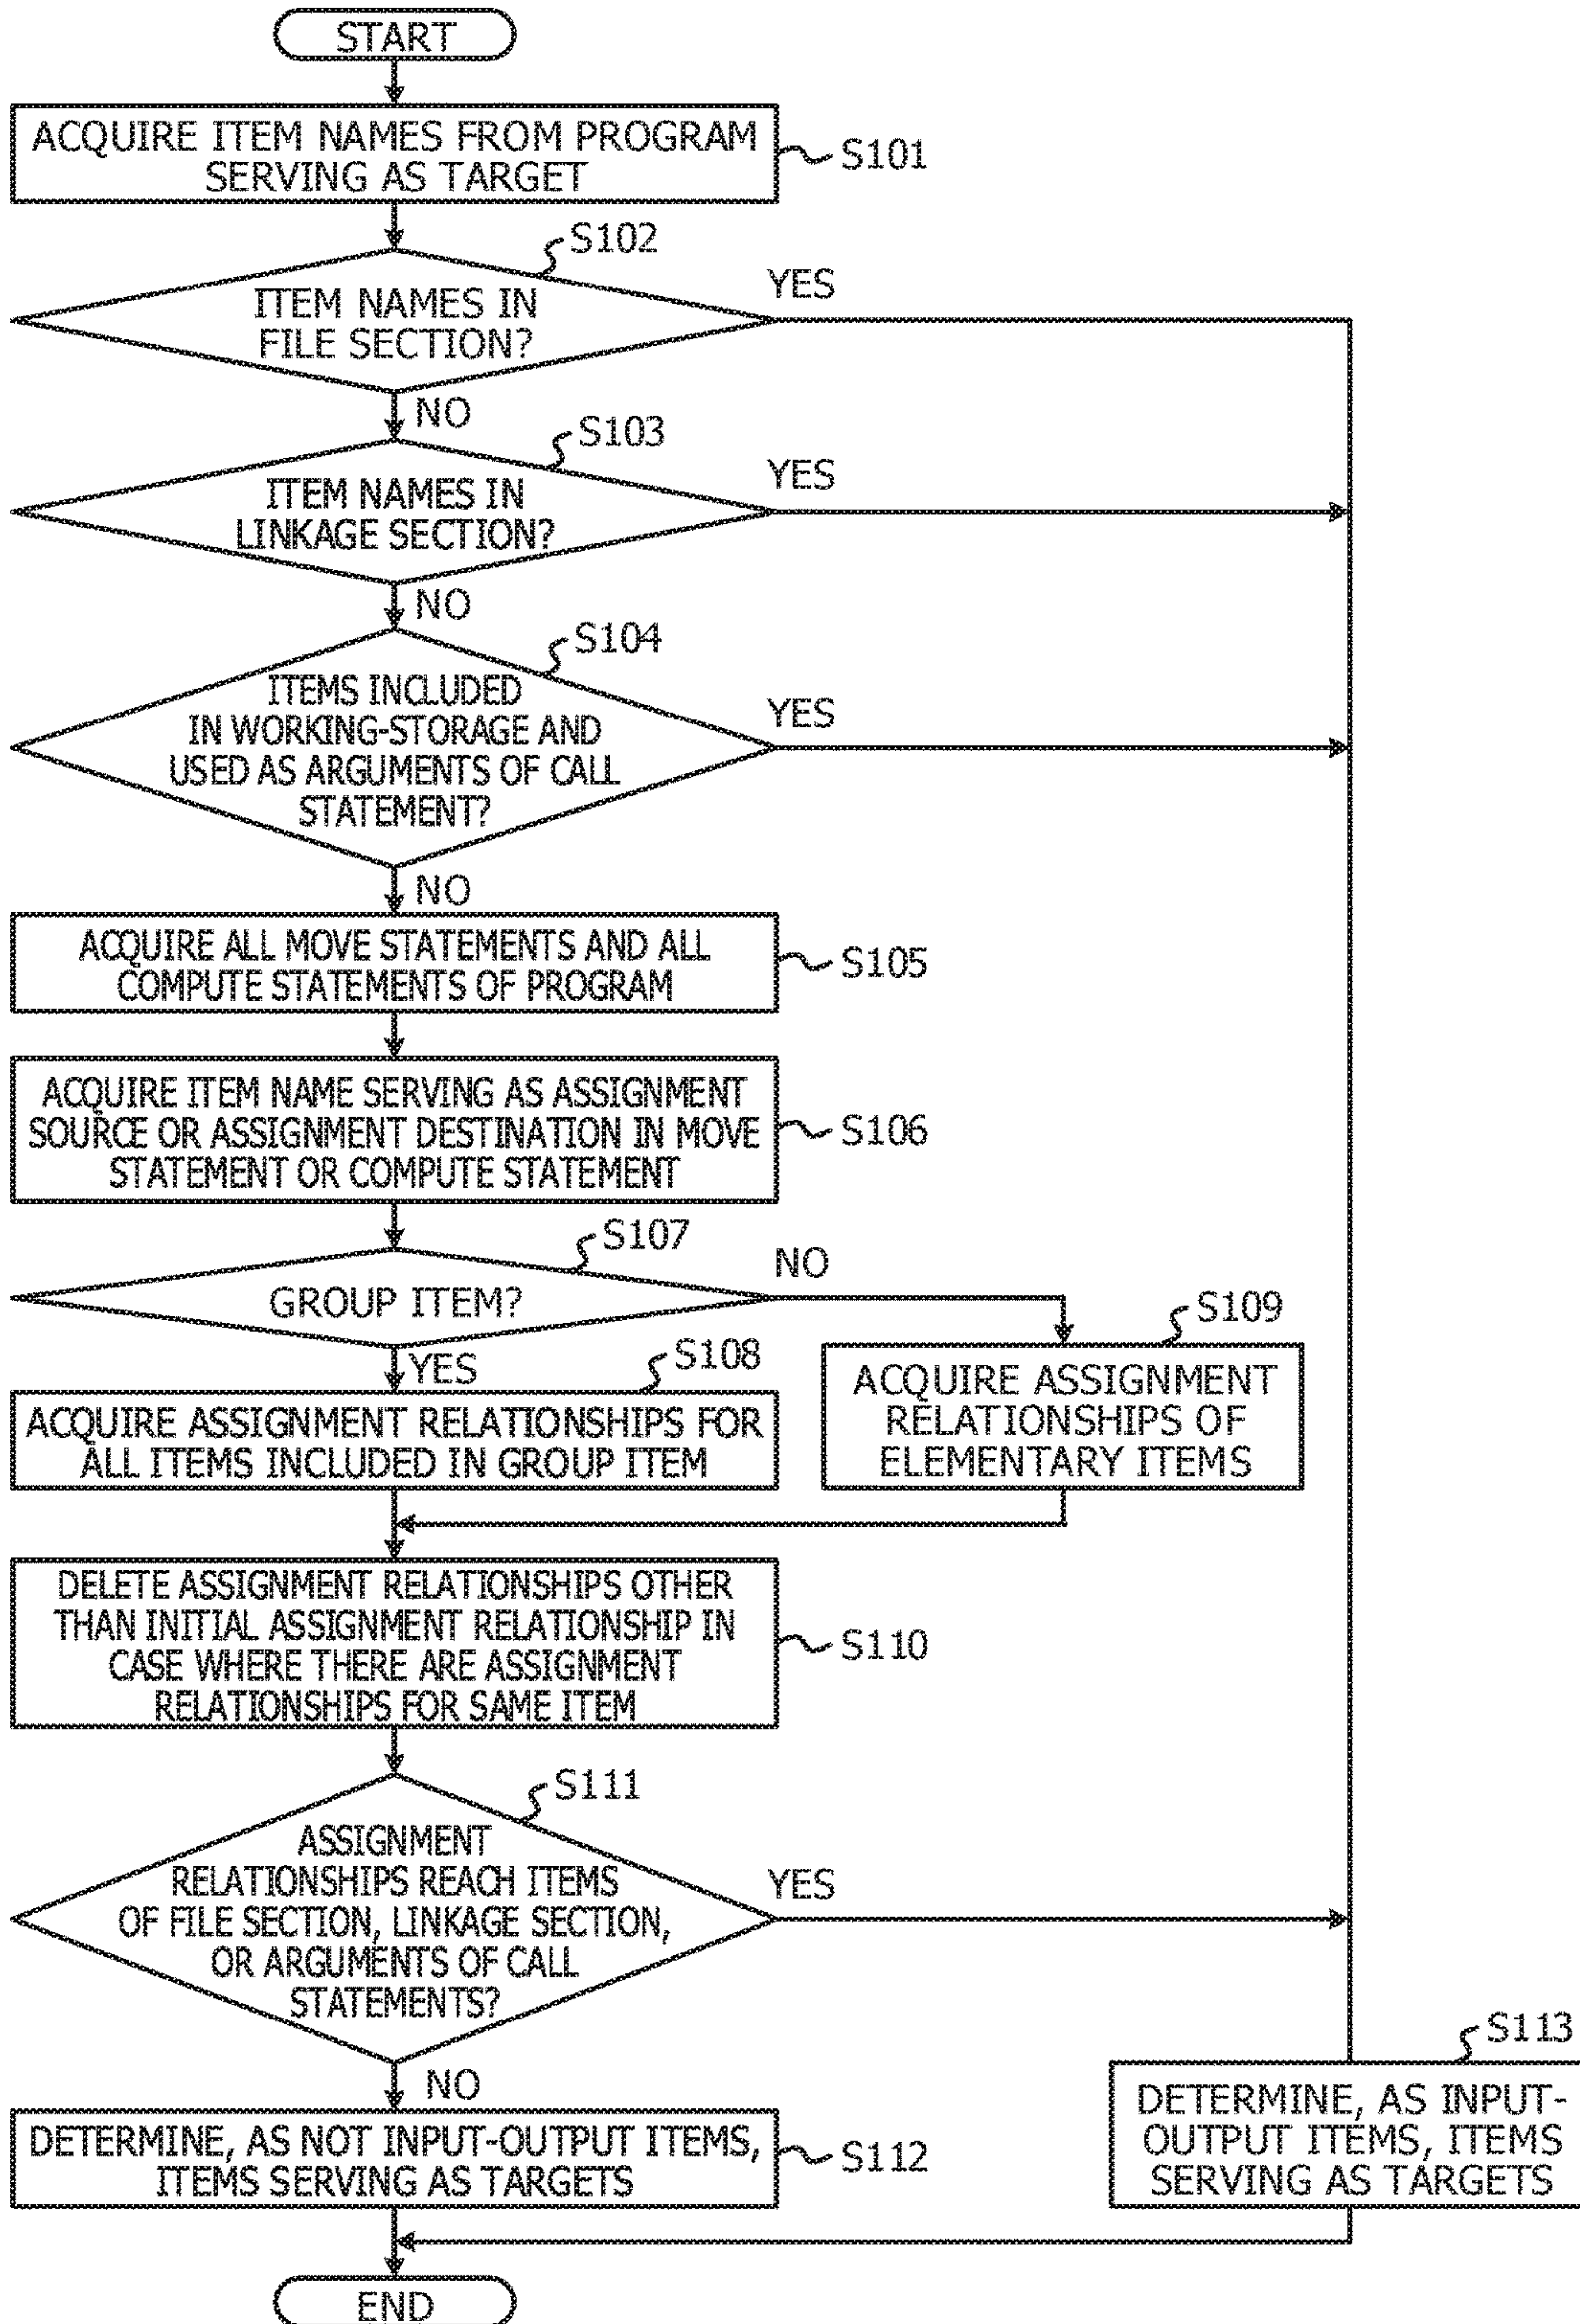 START
ACQUIRE ITEM NAMES FROM PROGRAM
SERVING AS TARGET
S101
S102
ITEM NAMES IN
FILE SECTION?
YES
NO
S103
ITEM NAMES IN
LINKAGE SECTION?
YES
NO
S104
ITEMS INCLUDED
IN WORKING-STORAGE AND
USED AS ARGUMENTS OF CALL
STATEMENT?
YES
NO
ACQUIRE ALL MOVE STATEMENTS AND ALL
COMPUTE STATEMENTS OF PROGRAM
S105
ACQUIRE ITEM NAME SERVING AS ASSIGNMENT
SOURCE OR ASSIGNMENT DESTINATION IN MOVE
STATEMENT OR COMPUTE STATEMENT
S106
S107
GROUP ITEM?
NO
YES
S108
ACQUIRE ASSIGNMENT RELATIONSHIPS FOR
ALL ITEMS INCLUDED IN GROUP ITEM
S109
ACQUIRE ASSIGNMENT
RELATIONSHIPS OF
ELEMENTARY ITEMS
DELETE ASSIGNMENT RELATIONSHIPS OTHER
THAN INITIAL ASSIGNMENT RELATIONSHIP IN
CASE WHERE THERE ARE ASSIGNMENT
RELATIONSHIPS FOR SAME ITEM
S110
S111
ASSIGNMENT
RELATIONSHIPS REACH ITEMS
OF FILE SECTION, LINKAGE SECTION,
OR ARGUMENTS OF CALL
STATEMENTS?
YES
NO
DETERMINE, AS NOT INPUT-OUTPUT ITEMS,
ITEMS SERVING AS TARGETS
S112
S113
DETERMINE, AS INPUT-
OUTPUT ITEMS, ITEMS
SERVING AS TARGETS
END